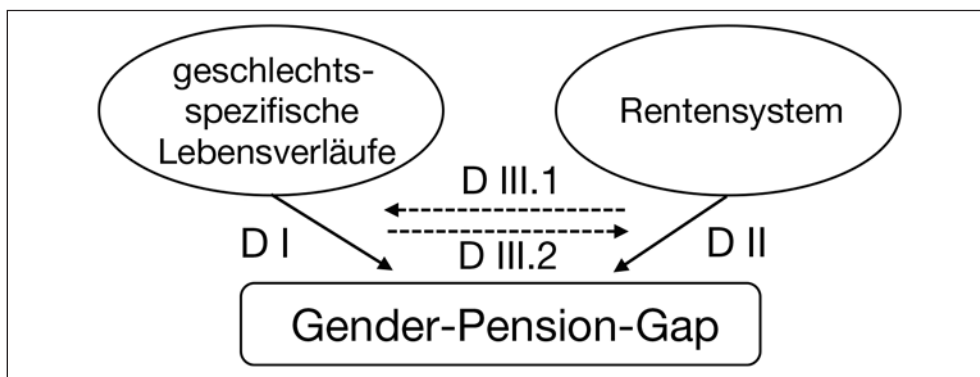 geschlechts-
spezifische
Lebensverläufe
Rentensystem
D III.1
D I
D III.2
D II
Gender-Pension-Gap